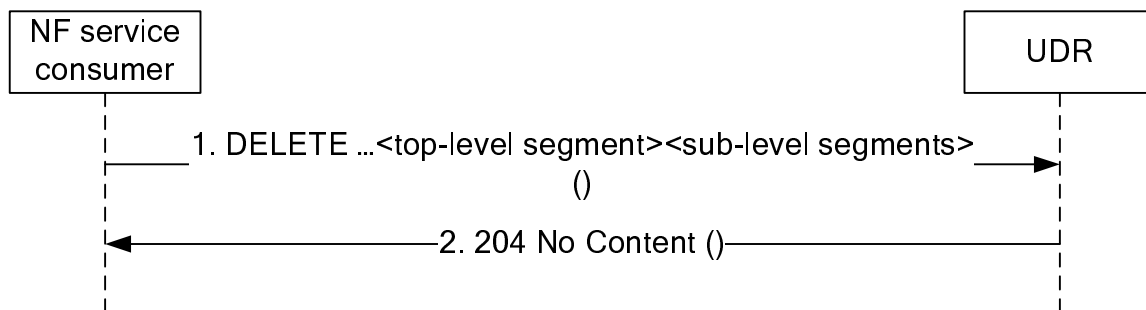 NF service
consumer
UDR
1. DELETE ...<top-level segment><sub-level segments>
()
2. 204 No Content ()